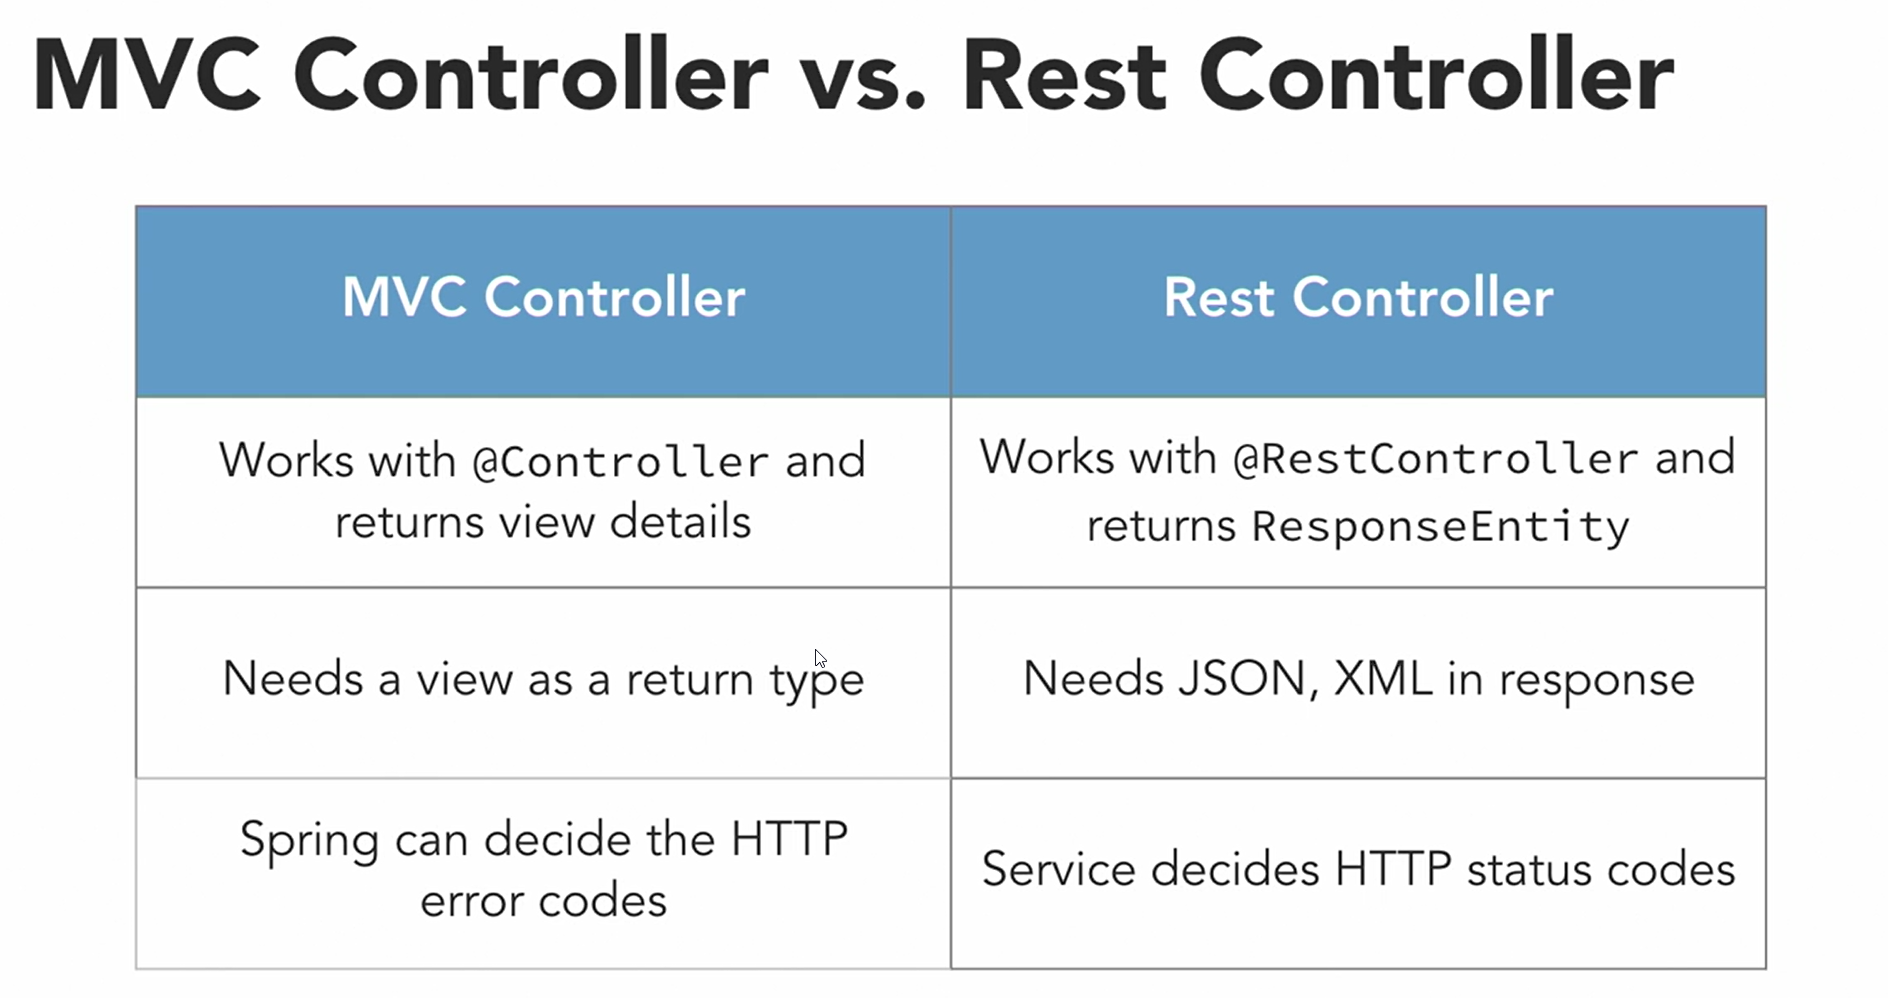 MVC Controller vs. Rest Controller
MVC Controller
Rest Controller
Works with @Controller and
returns view details
Works with @RestController and
returns ResponseEntity
Needs a view as a return type
Needs JSON, XML in response
Spring can decide the HTTP
error codes
Service decides HTTP status codes